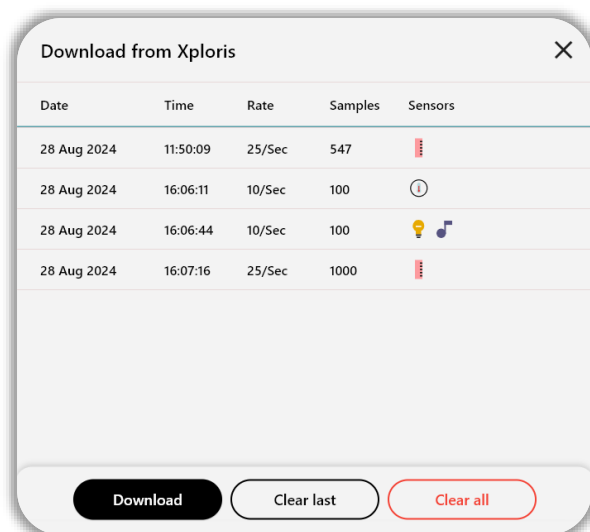 Download from Xploris
Date Time Rate Samples Sensors
28 Aug 2024 11:50:09 25/Sec 547
28 Aug 2024 16:06:11 10/Sec 100
28 Aug 2024 16:06:44 10/Sec 100
28 Aug 2024 16:07:16 25/Sec 1000
Download Clear last Clear all